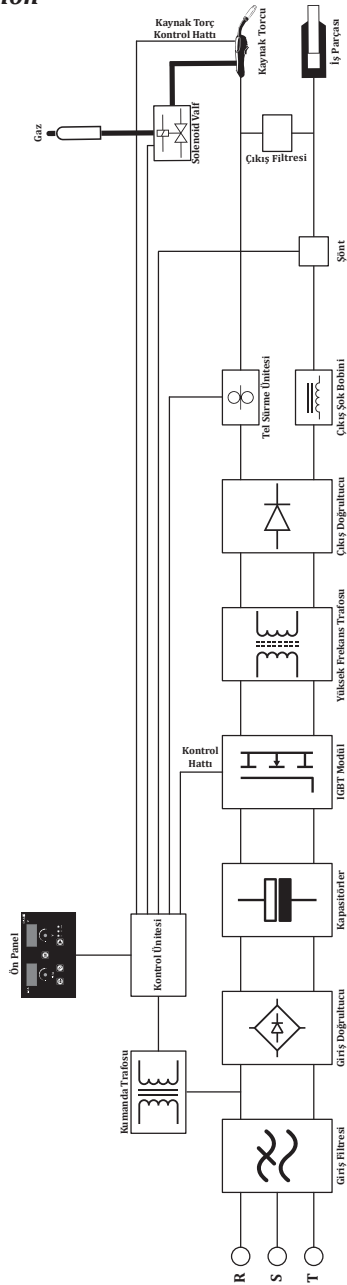 Kaynak Torç
Kontrol Hattı
Kaynak Torcu
İş Parçası
Gaz
Solenoid Valf
Çıkış Filtresi
Şönt
Tel Sürme Ünitesi
Çıkış Şok Bobini
Çıkış Doğrultucu
Yüksek Frekans Trafosu
Kontrol
Hattı
IGBT Modül
Ön Panel
Kontrol Ünitesi
Kapasitörler
Kumanda Trafosu
Giriş Doğrultucu
Giriş Filtresi
R
S
T